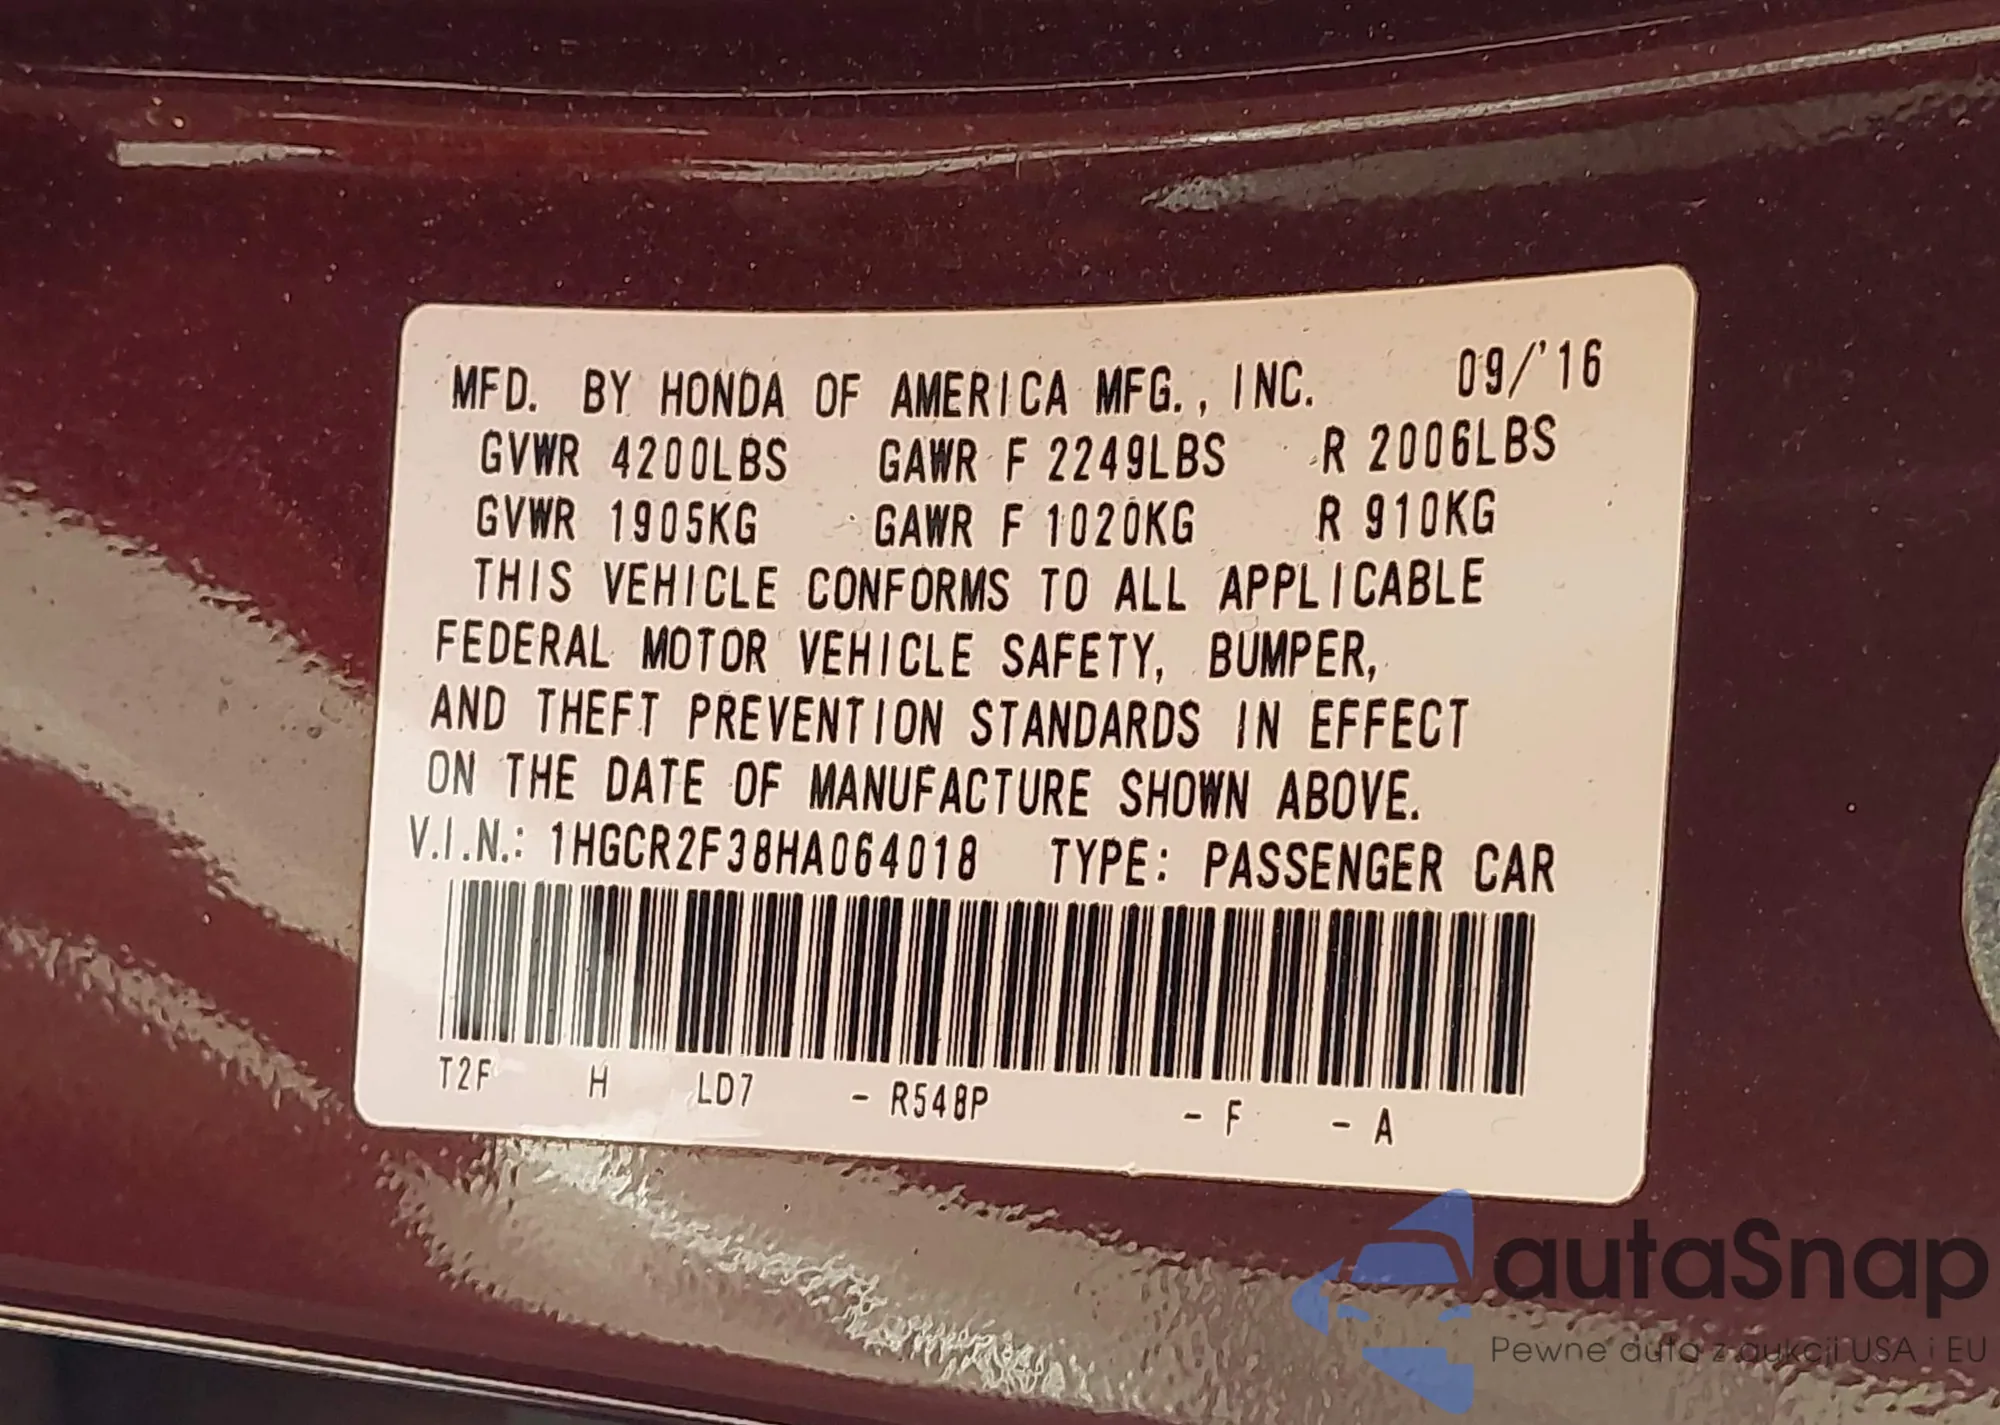 MFD. BY HONDA OF AMERICA MFG., INC. 09/'16
GVWR 4200LBS GAWR F 2249LBS R 2006LBS
GVWR 1905KG GAWR F 1020KG R 910KG
THIS VEHICLE CONFORMS TO ALL APPLICABLE
FEDERAL MOTOR VEHICLE SAFETY, BUMPER,
AND THEFT PREVENTION STANDARDS IN EFFECT
ON THE DATE OF MANUFACTURE SHOWN ABOVE.
V.I.N.: 1HGCR2F38HA064018 TYPE: PASSENGER CAR
T2F H LD7 - R548P - F - A
autaSnap
Pewne auta z aukcji USA i EU